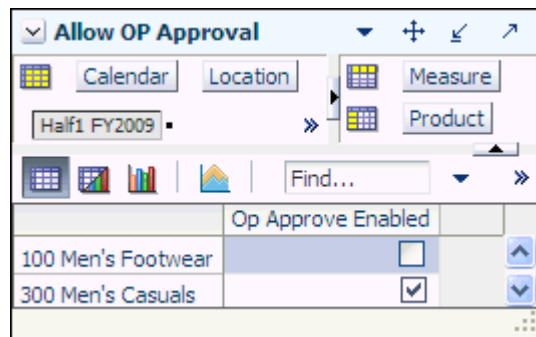 Allow OP Approval
Calendar Location Measure
Half1 FY2009 Product
Find...
Op Approve Enabled
100 Men's Footwear
300 Men's Casuals